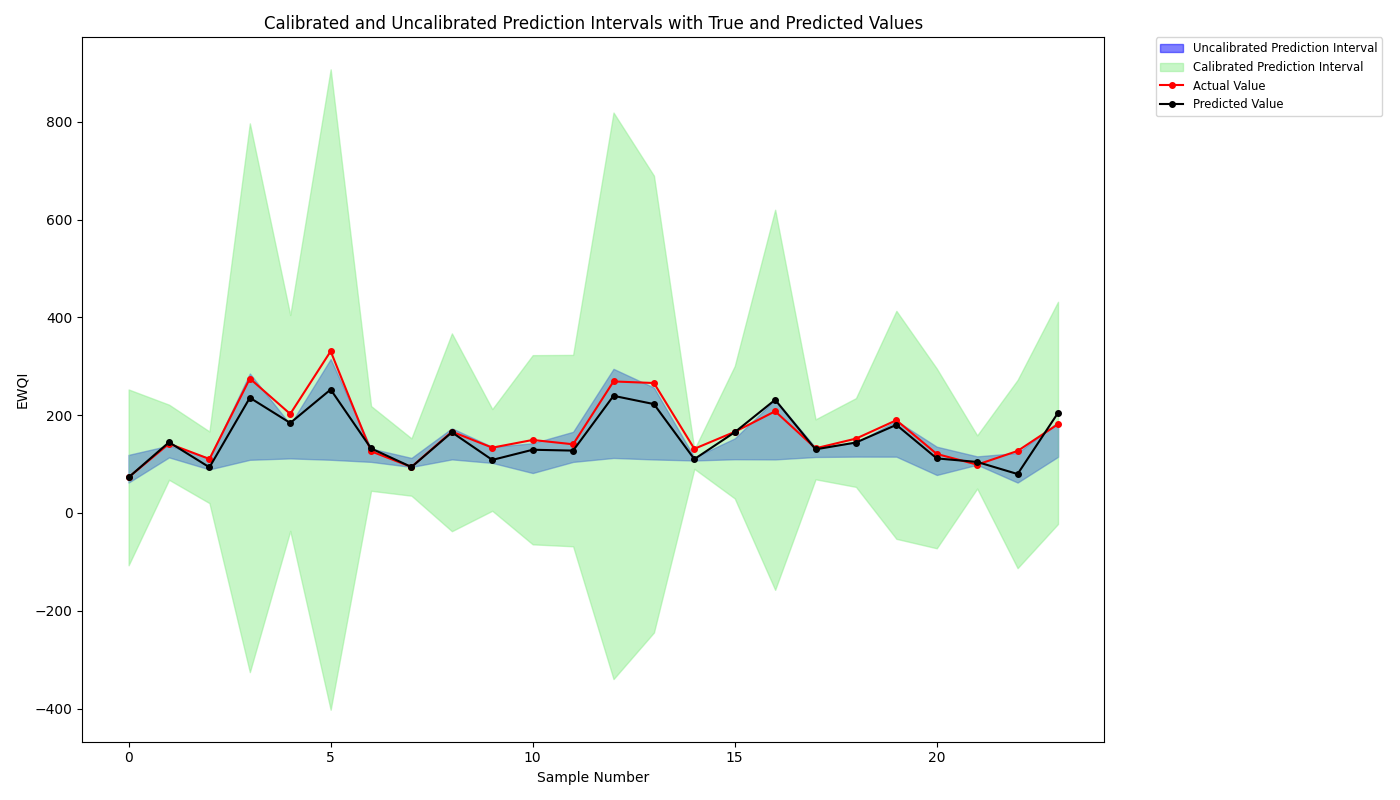 Calibrated and Uncalibrated Prediction Intervals with True and Predicted Values
Uncalibrated Prediction Interval
Calibrated Prediction Interval
Actual Value
Predicted Value
EWQI
800
600
400
200
0
−200
−400
0 5 10 15 20
Sample Number